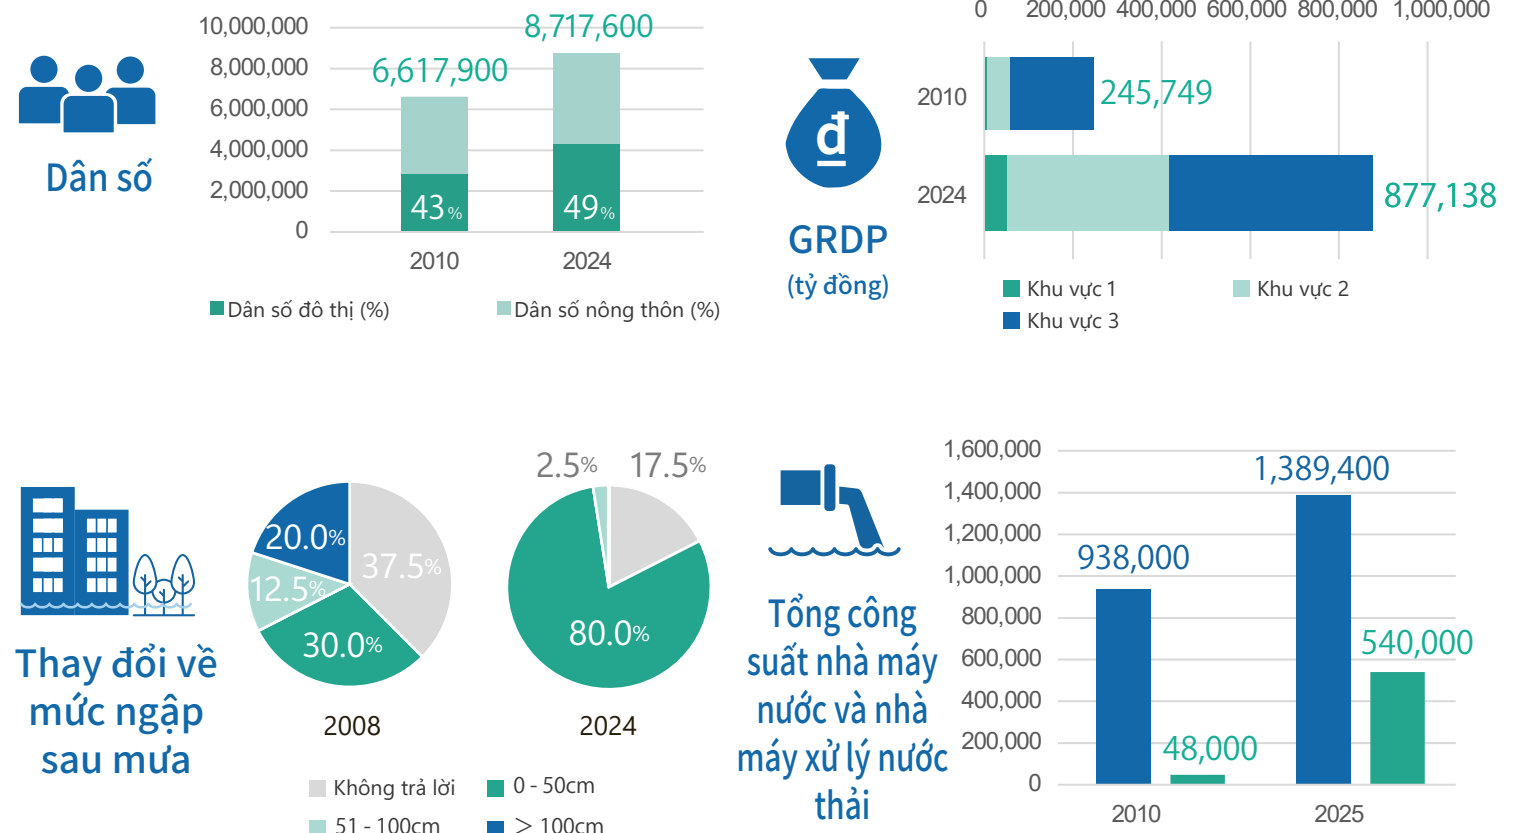 10,000,000
8,000,000
6,000,000
4,000,000
2,000,000
0
6,617,900
8,717,600
43%
49%
2010
2024
Dân số
Dân số đô thị (%)
Dân số nông thôn (%)
0
200,000
400,000
600,000
800,000
1,000,000
2010
245,749
2024
877,138
đ
GRDP
(tỷ đồng)
Khu vực 1
Khu vực 2
Khu vực 3
Thay đổi về
mức ngập
sau mưa
20.0%
37.5%
12.5%
30.0%
2008
2.5%
17.5%
80.0%
2024
Không trả lời
0 - 50cm
51 - 100cm
> 100cm
Tổng công
suất nhà máy
nước và nhà
máy xử lý nước
thải
1,600,000
1,400,000
1,200,000
1,000,000
800,000
600,000
400,000
200,000
0
938,000
48,000
1,389,400
540,000
2010
2025